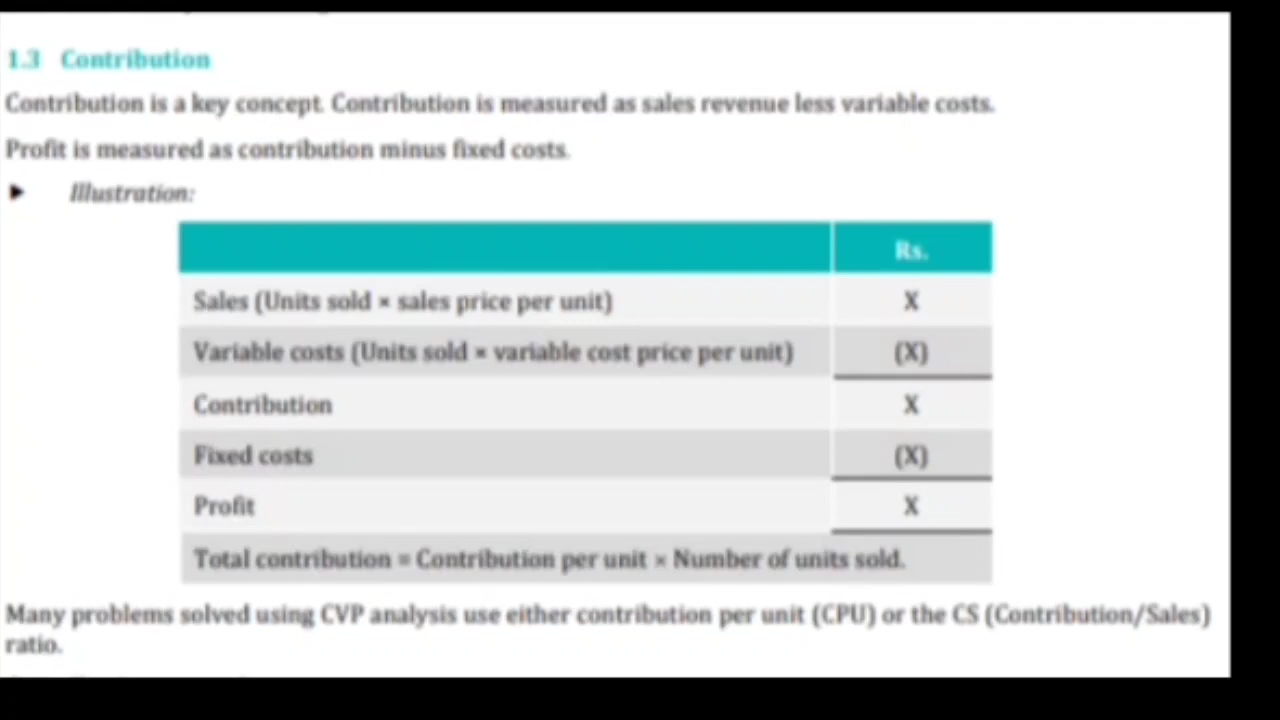 1.3 Contribution
Contribution is a key concept. Contribution is measured as sales revenue less variable costs.
Profit is measured as contribution minus fixed costs.
► Illustration:
Rs.
Sales (Units sold × sales price per unit) X
Variable costs (Units sold × variable cost price per unit) (X)
Contribution X
Fixed costs (X)
Profit X
Total contribution = Contribution per unit × Number of units sold.
Many problems solved using CVP analysis use either contribution per unit (CPU) or the CS (Contribution/Sales)
ratio.